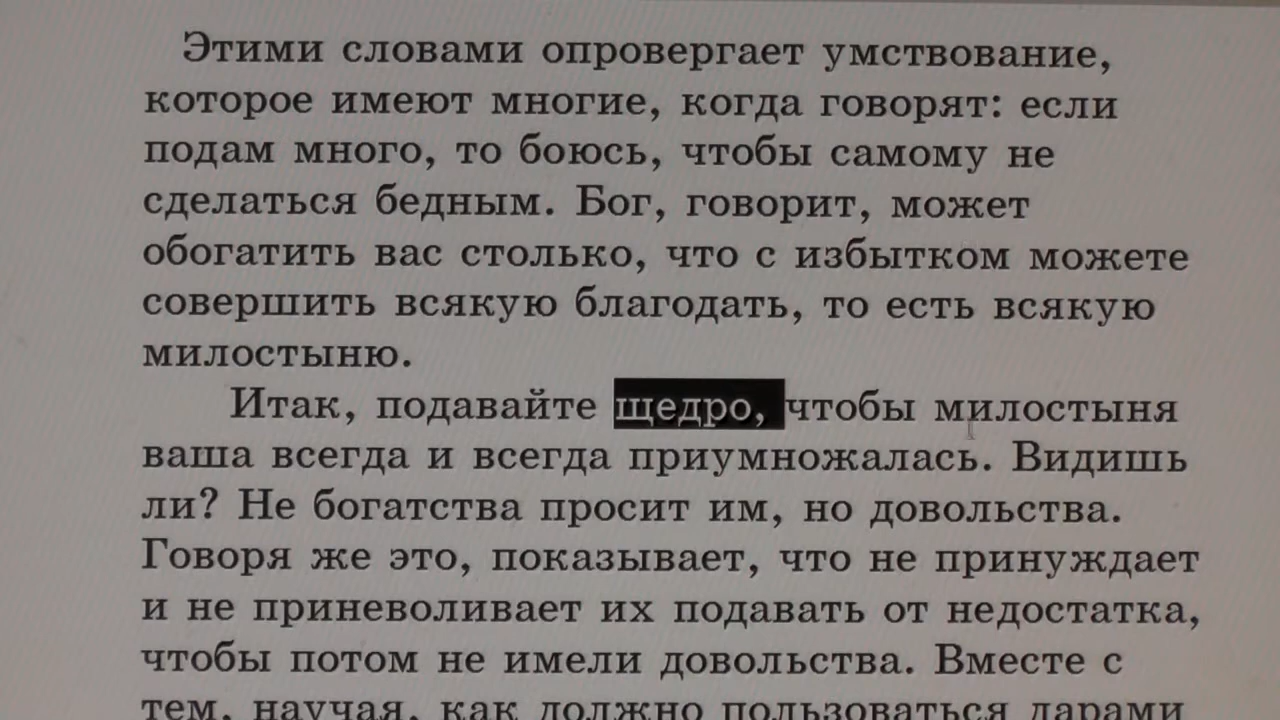 Этими словами опровергает умствование,
которое имеют многие, когда говорят: если
подам много, то боюсь, чтобы самому не
сделаться бедным. Бог, говорит, может
обогатить вас столько, что с избытком можете
совершить всякую благодать, то есть всякую
милостыню.
Итак, подавайте щедро, чтобы милостыня
ваша всегда и всегда приумножалась. Видишь
ли? Не богатства просит им, но довольства.
Говоря же это, показывает, что не принуждает
и не приневоливает их подавать от недостатка,
чтобы потом не имели довольства. Вместе с
тем, научая, как должно пользоваться дарами